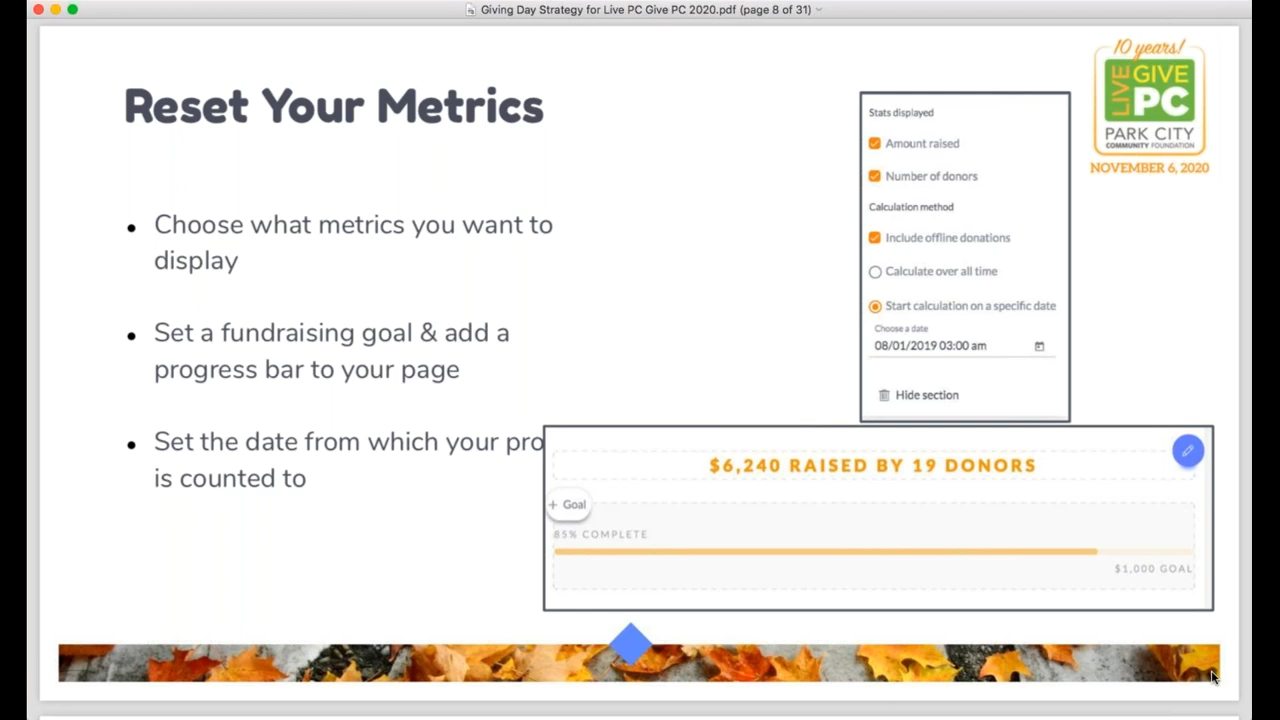 Giving Day Strategy for Live PC Give PC 2020.pdf (page 8 of 31)
10 years!
LIVE
GIVE
PC
PARK CITY
COMMUNITY FOUNDATION
NOVEMBER 6, 2020
Reset Your Metrics
Choose what metrics you want to
display
Set a fundraising goal & add a
progress bar to your page
Set the date from which your pro
is counted to
Stats displayed
Amount raised
Number of donors
Calculation method
Include offline donations
Calculate over all time
Start calculation on a specific date
Choose a date
08/01/2019 03:00 am
Hide section
$6,240 RAISED BY 19 DONORS
+ Goal
85% COMPLETE
$1,000 GOAL